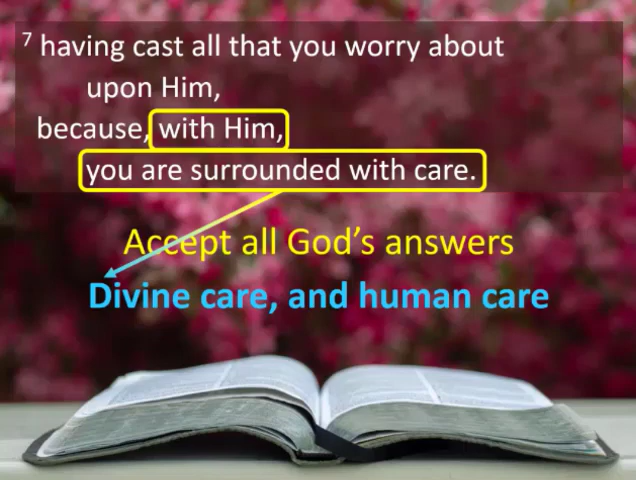 7 having cast all that you worry about
upon Him,
because, with Him,
you are surrounded with care.
Accept all God’s answers
Divine care, and human care